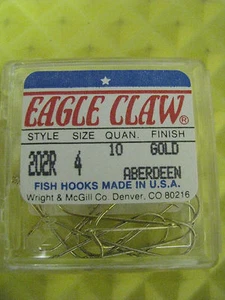 EAGLE CLAW®
STYLE SIZE QUAN. FINISH
202R 4 10 GOLD
ABERDEEN
FISH HOOKS MADE IN U.S.A.
Wright & McGill Co. Denver, CO 80216